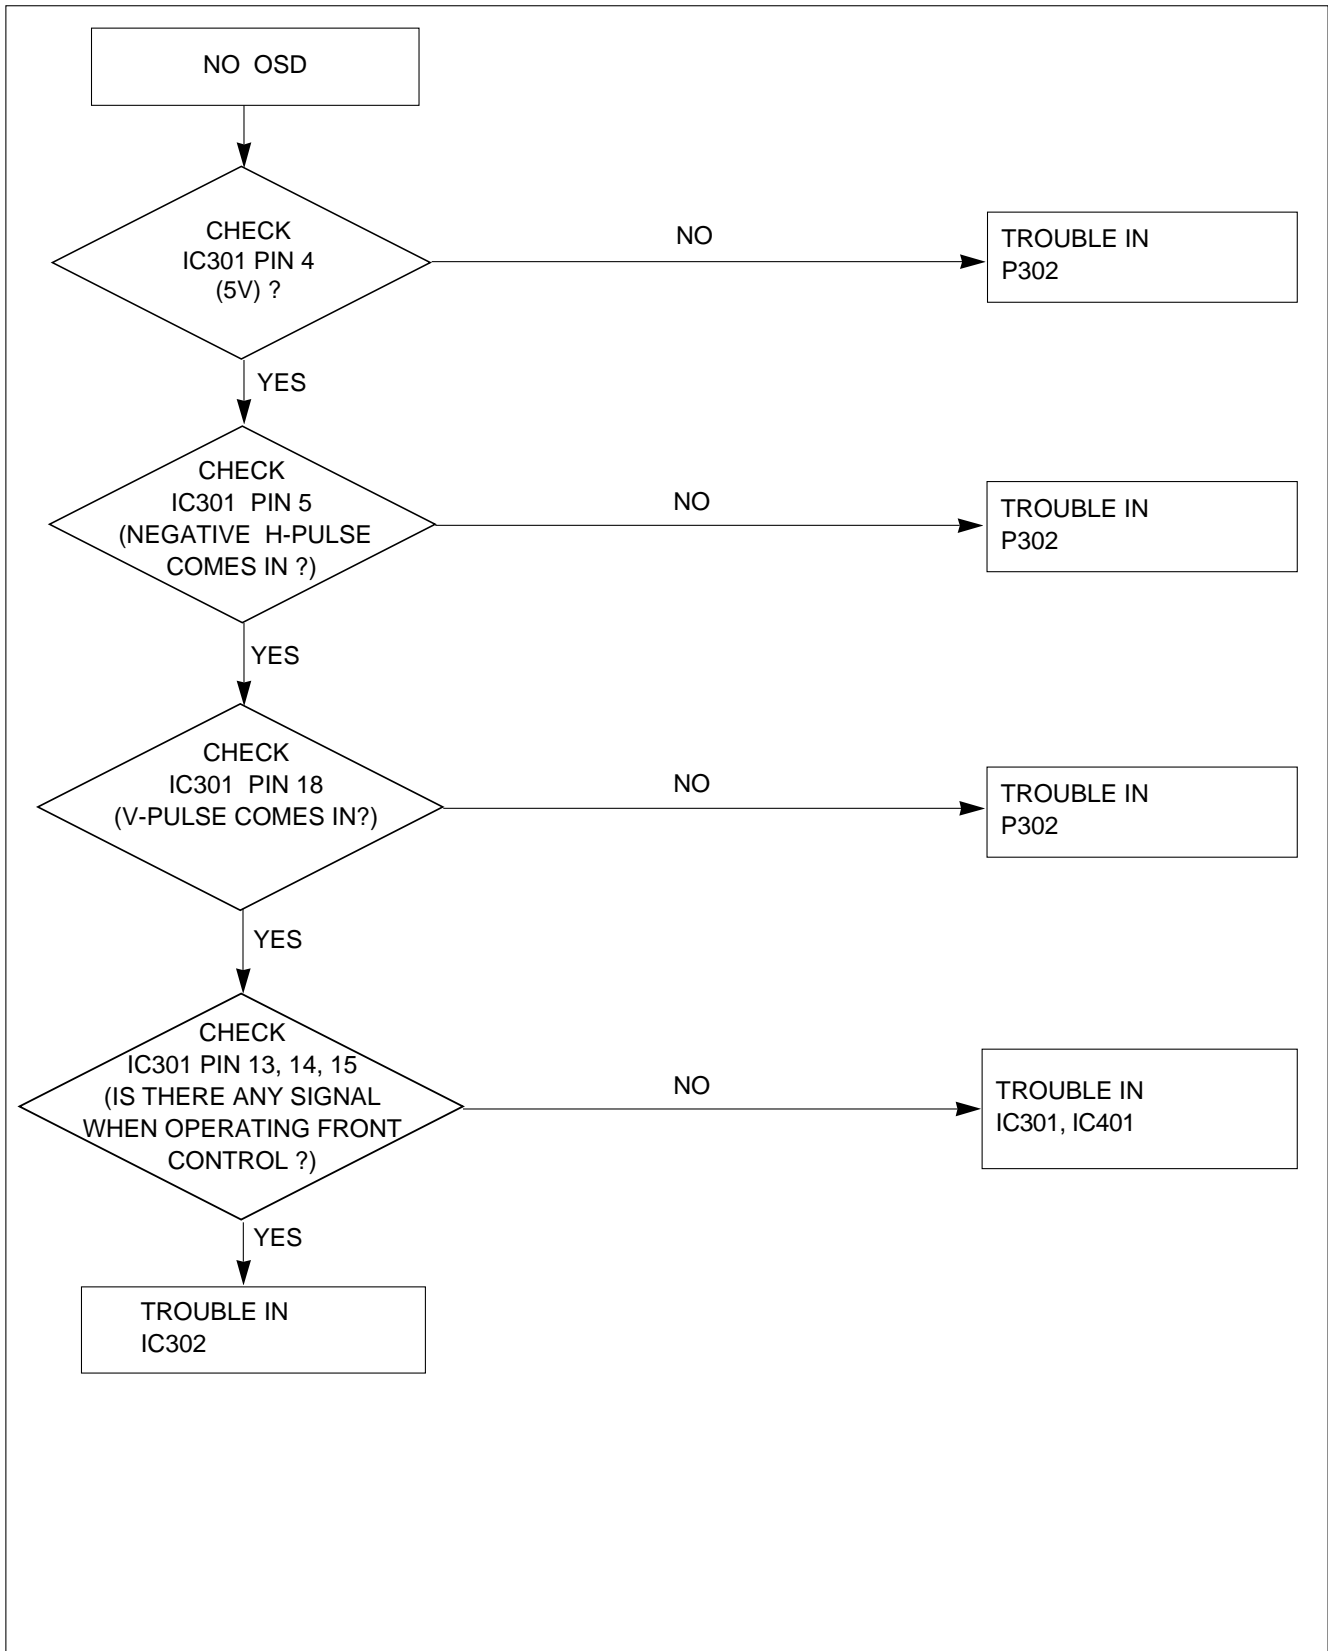 NO OSD
CHECK
IC301 PIN 4
(5V) ?
NO
TROUBLE IN
P302
YES
CHECK
IC301 PIN 5
(NEGATIVE H-PULSE
COMES IN ?)
NO
TROUBLE IN
P302
YES
CHECK
IC301 PIN 18
(V-PULSE COMES IN?)
NO
TROUBLE IN
P302
YES
CHECK
IC301 PIN 13, 14, 15
(IS THERE ANY SIGNAL
WHEN OPERATING FRONT
CONTROL ?)
NO
TROUBLE IN
IC301, IC401
YES
TROUBLE IN
IC302